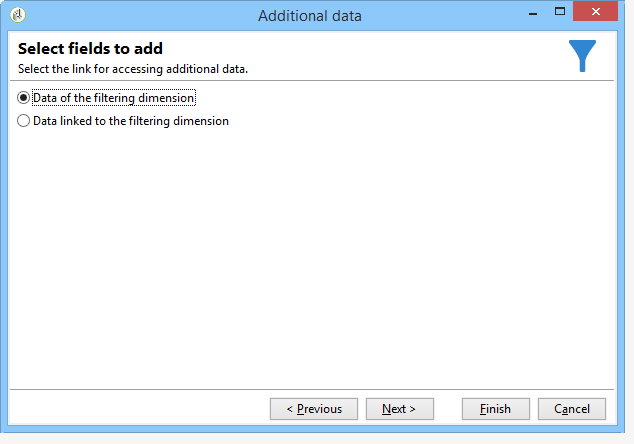 Additional data
Select fields to add
Select the link for accessing additional data.
Data of the filtering dimension
Data linked to the filtering dimension
< Previous
Next >
Finish
Cancel